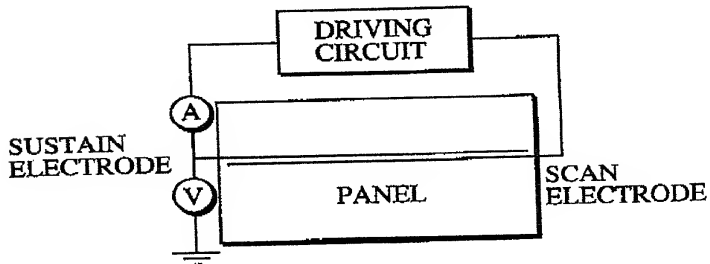 DRIVING
CIRCUIT
A
SUSTAIN
ELECTRODE
V
PANEL
SCAN
ELECTRODE